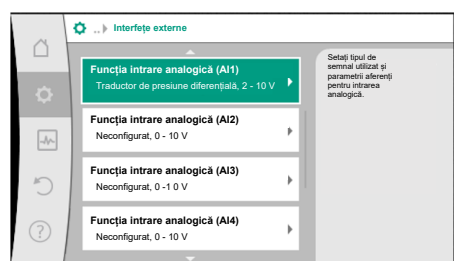 ..› Interfețe externe
Funcția intrare analogică (AI1)
Traductor de presiune diferențială, 2 - 10 V
Funcția intrare analogică (AI2)
Neconfigurat, 0 - 10 V
Funcția intrare analogică (AI3)
Neconfigurat, 0 -1 0 V
Funcția intrare analogică (AI4)
Neconfigurat, 0 - 10 V
Setați tipul de
semnal utilizat și
parametrii aferenți
pentru intrarea
analogică.
?